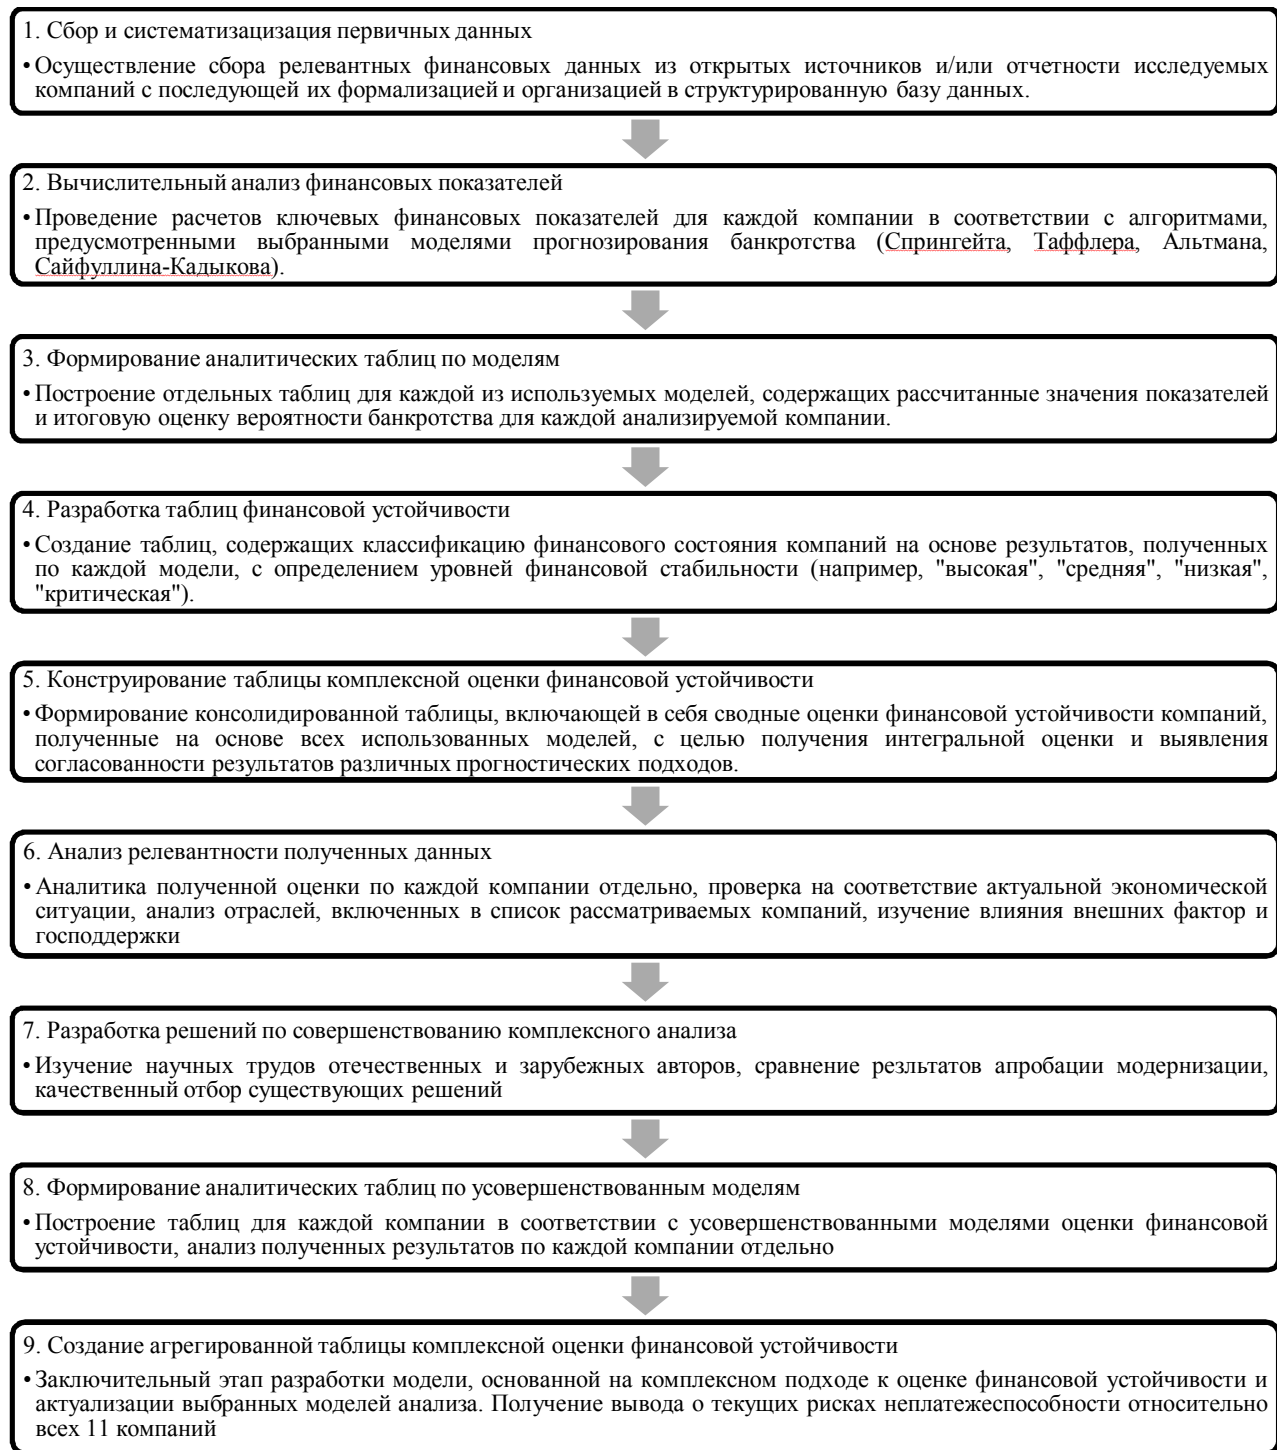 1. Сбор и систематизацизация первичных данных
• Осуществление сбора релевантных финансовых данных из открытых источников и/или отчетности исследуемых
компаний с последующей их формализацией и организацией в структурированную базу данных.
2. Вычислительный анализ финансовых показателей
• Проведение расчетов ключевых финансовых показателей для каждой компании в соответствии с алгоритмами,
предусмотренными выбранными моделями прогнозирования банкротства (Спрингейта, Таффлера, Альтмана,
Сайфуллина-Кадыкова).
3. Формирование аналитических таблиц по моделям
• Построение отдельных таблиц для каждой из используемых моделей, содержащих рассчитанные значения показателей
и итоговую оценку вероятности банкротства для каждой анализируемой компании.
4. Разработка таблиц финансовой устойчивости
• Создание таблиц, содержащих классификацию финансового состояния компаний на основе результатов, полученных
по каждой модели, с определением уровней финансовой стабильности (например, "высокая", "средняя", "низкая",
"критическая").
5. Конструирование таблицы комплексной оценки финансовой устойчивости
• Формирование консолидированной таблицы, включающей в себя сводные оценки финансовой устойчивости компаний,
полученные на основе всех использованных моделей, с целью получения интегральной оценки и выявления
согласованности результатов различных прогностических подходов.
6. Анализ релевантности полученных данных
• Аналитика полученной оценки по каждой компании отдельно, проверка на соответствие актуальной экономической
ситуации, анализ отраслей, включенных в список рассматриваемых компаний, изучение влияния внешних фактор и
господдержки
7. Разработка решений по совершенствованию комплексного анализа
• Изучение научных трудов отечественных и зарубежных авторов, сравнение резльтатов апробации модернизации,
качественный отбор существующих решений
8. Формирование аналитических таблиц по усовершенствованным моделям
• Построение таблиц для каждой компании в соответствии с усовершенствованными моделями оценки финансовой
устойчивости, анализ полученных результатов по каждой компании отдельно
9. Создание агрегированной таблицы комплексной оценки финансовой устойчивости
• Заключительный этап разработки модели, основанной на комплексном подходе к оценке финансовой устойчивости и
актуализации выбранных моделей анализа. Получение вывода о текущих рисках неплатежеспособности относительно
всех 11 компаний